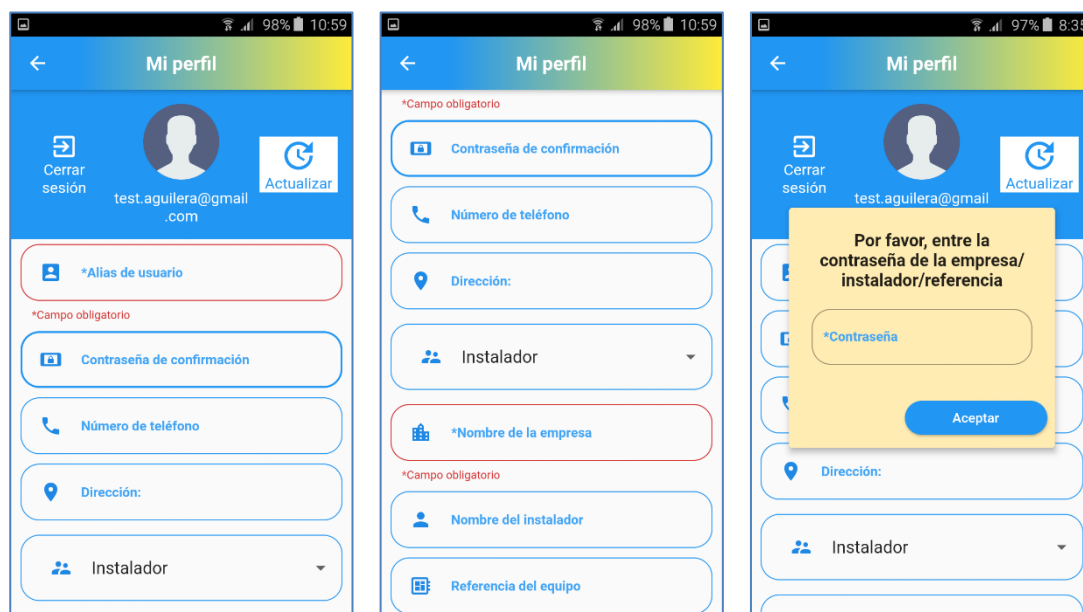 98% 10:59
Mi perfil
Cerrar
sesión
test.aguilera@gmail
.com
Actualizar
*Alias de usuario
*Campo obligatorio
Contraseña de confirmación
Número de teléfono
Dirección:
Instalador
98% 10:59
Mi perfil
*Campo obligatorio
Contraseña de confirmación
Número de teléfono
Dirección:
Instalador
*Nombre de la empresa
*Campo obligatorio
Nombre del instalador
Referencia del equipo
97% 8:35
Mi perfil
Cerrar
sesión
test.aguilera@gmail
Actualizar
Por favor, entre la
contraseña de la empresa/
instalador/referencia
*Contraseña
Aceptar
Dirección:
Instalador